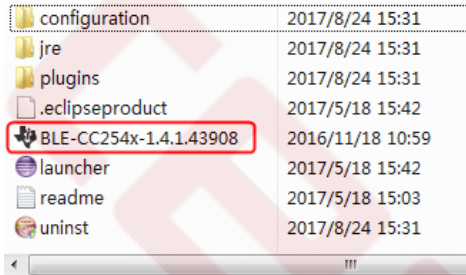 configuration 2017/8/24 15:31
jre 2017/8/24 15:31
plugins 2017/8/24 15:31
.eclipseproduct 2017/5/18 15:42
BLE-CC254x-1.4.1.43908 2016/11/18 10:59
launcher 2017/5/18 15:42
readme 2017/5/18 15:03
uninst 2017/8/24 15:31